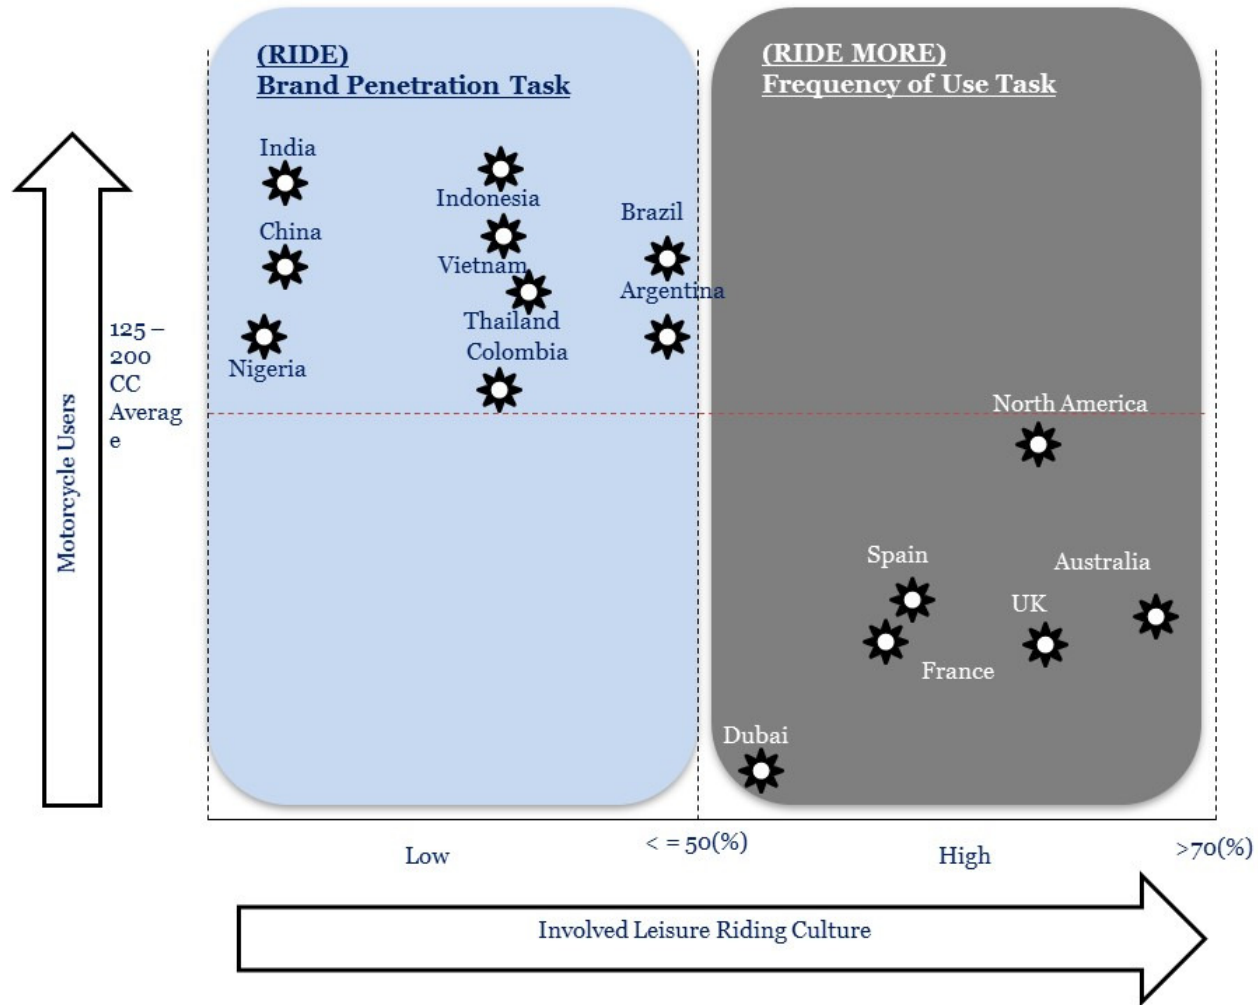 (RIDE)
Brand Penetration Task
(RIDE MORE)
Frequency of Use Task
India
Indonesia
Brazil
China
Vietnam
Argentina
Thailand
Colombia
Nigeria
125 –
200
CC
Averag
e
Motorcycle Users
North America
Spain
Australia
UK
France
Dubai
Low
< = 50(%)
High
>70(%)
Involved Leisure Riding Culture